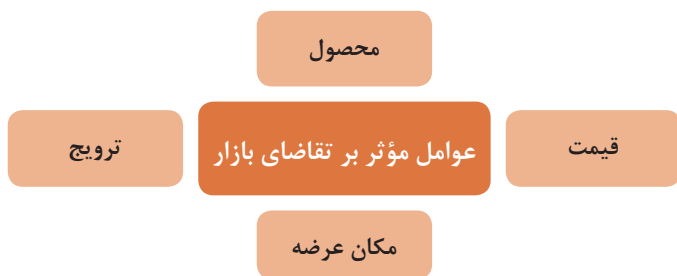 محصول
قیمت
عوامل مؤثر بر تقاضای بازار
ترویج
مکان عرضه